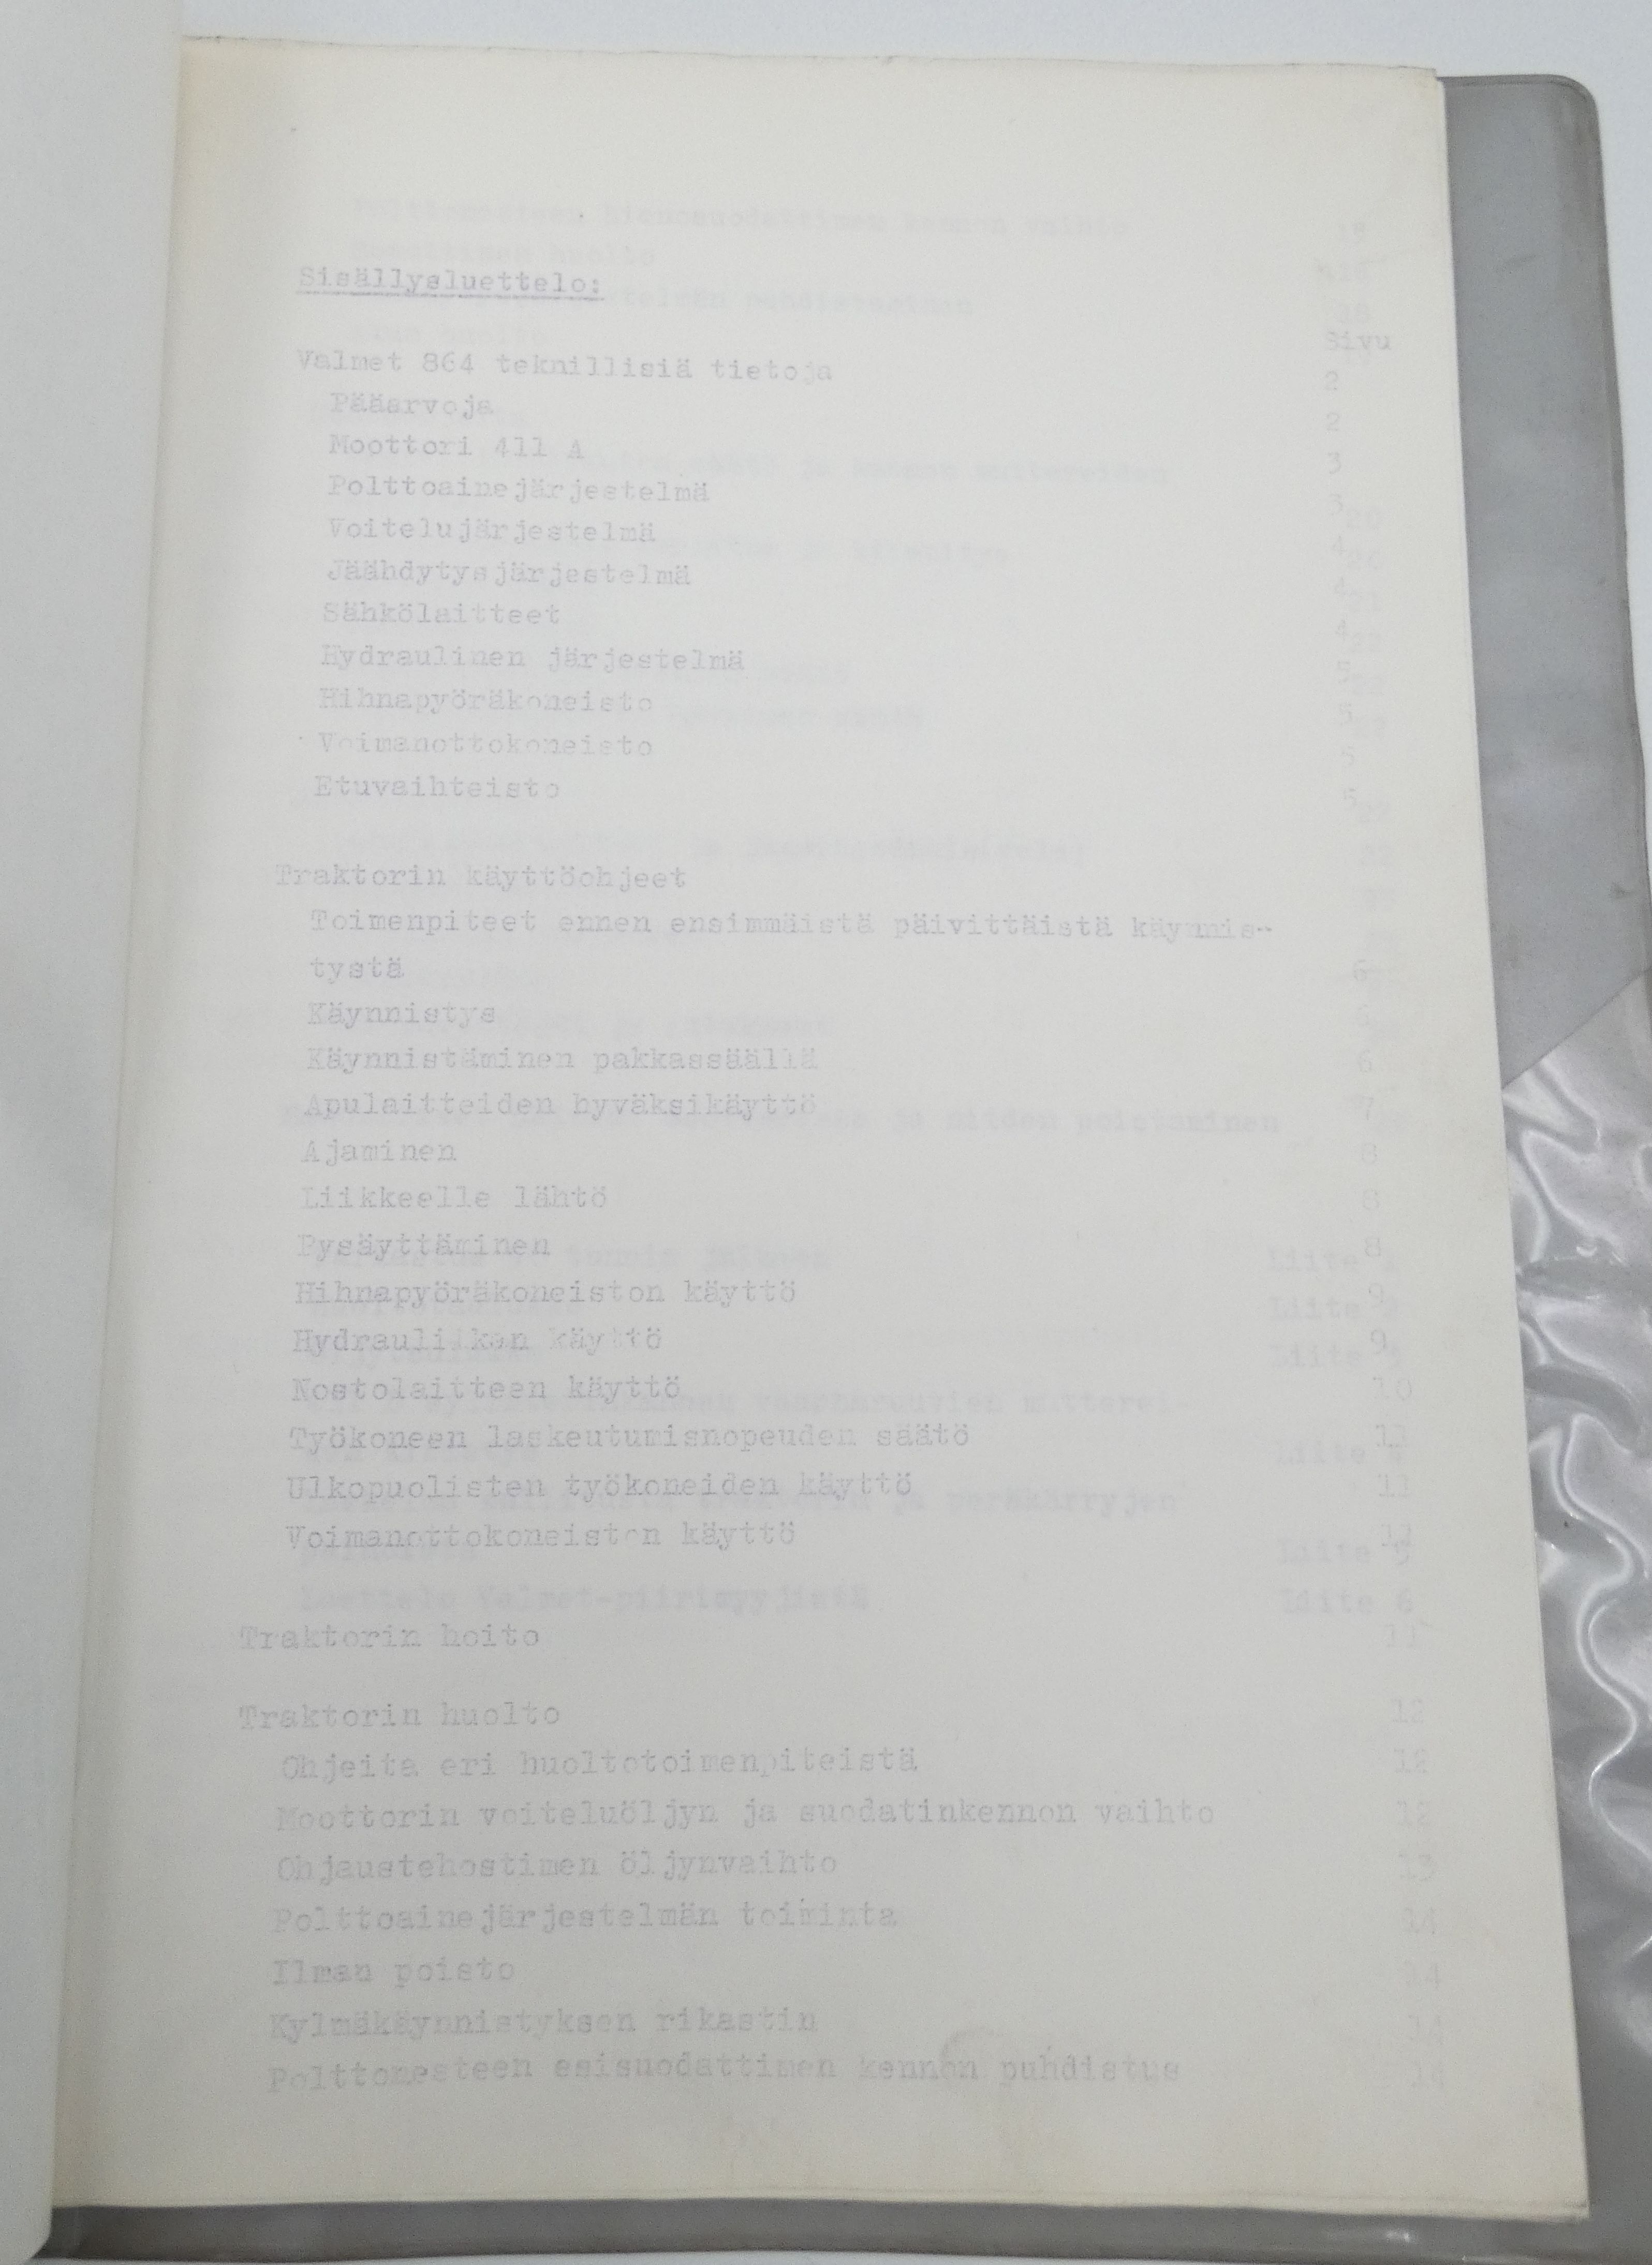 Sisällysluettelo:
Sivu
Valmet 864 teknillisiä tietoja 2
Pääarvoja 2
Moottori 411 A 3
Polttoainejärjestelmä 3
Voitelujärjestelmä 4
Jäähdytysjärjestelmä 4
Sähkölaitteet 4
Hydraulinen järjestelmä 5
Hihnapyöräkoneisto 5
Voimanottokoneisto 5
Etuvaihteisto 5
Traktorin käyttöohjeet
Toimenpiteet ennen ensimmäistä päivittäistä käynnis-
tystä 6
Käynnistys 6
Käynnistäminen pakkassäällä 6
Apulaitteiden hyväksikäyttö 7
Ajaminen 8
Liikkeelle lähtö 8
Pysäyttäminen 8
Hihnapyöräkoneiston käyttö 9
Hydrauliikan käyttö 9
Nostolaitteen käyttö 10
Työkoneen laskeutumisnopeuden säätö 11
Ulkopuolisten työkoneiden käyttö 11
Voimanottokoneiston käyttö
Traktorin hoito 11
Traktorin huolto 12
Ohjeita eri huoltotoimenpiteistä 12
Moottorin voiteluöljyn ja suodatinkennon vaihto 12
Ohjaustehostimen öljynvaihto 13
Polttoainejärjestelmän toiminta 14
Ilman poisto 14
Kylmäkäynnistyksen rikastin 14
Polttonesteen esisuodattimen kennon puhdistus